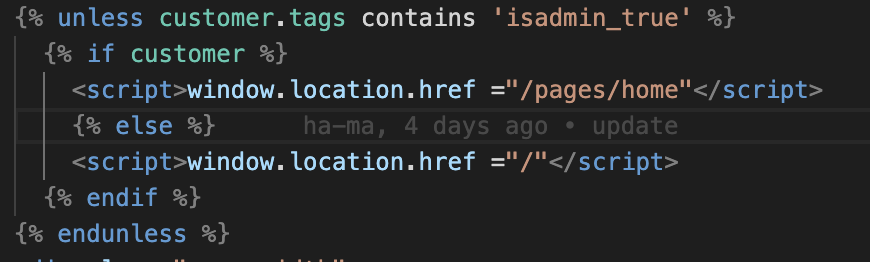 {% unless customer.tags contains 'isadmin_true' %}
{% if customer %}
<script>window.location.href ="/pages/home"</script>
{% else %} ha-ma, 4 days ago • update
<script>window.location.href ="/"</script>
{% endif %}
{% endunless %}